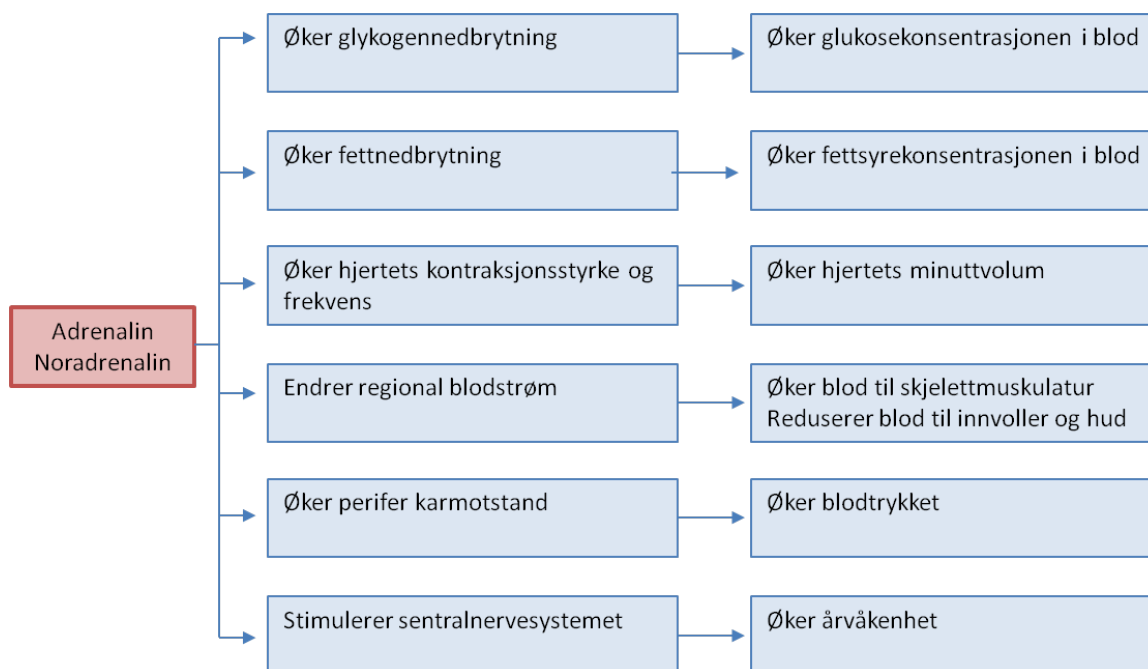 Øker glykogennedbrytning
Øker glukosekonsentrasjonen i blod
Øker fettnedbrytning
Øker fettsyrekonsentrasjonen i blod
Øker hjertets kontraksjonsstyrke og
frekvens
Øker hjertets minuttvolum
Adrenalin
Noradrenalin
Endrer regional blodstrøm
Øker blod til skjelettmuskulatur
Reduserer blod til innvoller og hud
Øker perifer karmotstand
Øker blodtrykket
Stimulerer sentralnervesystemet
Øker årvåkenhet